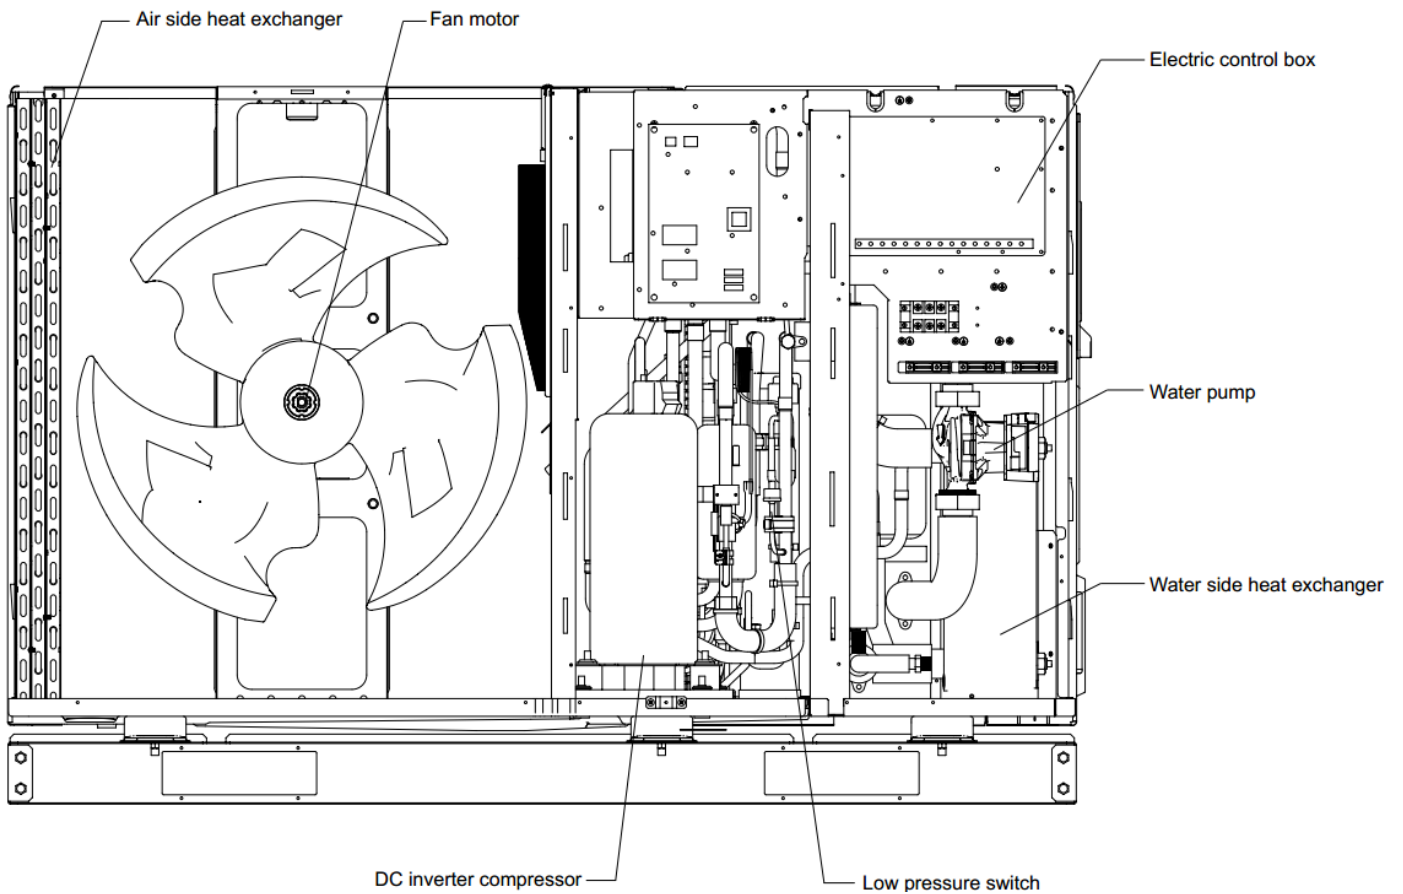 Air side heat exchanger
Fan motor
Electric control box
Water pump
Water side heat exchanger
DC inverter compressor
Low pressure switch